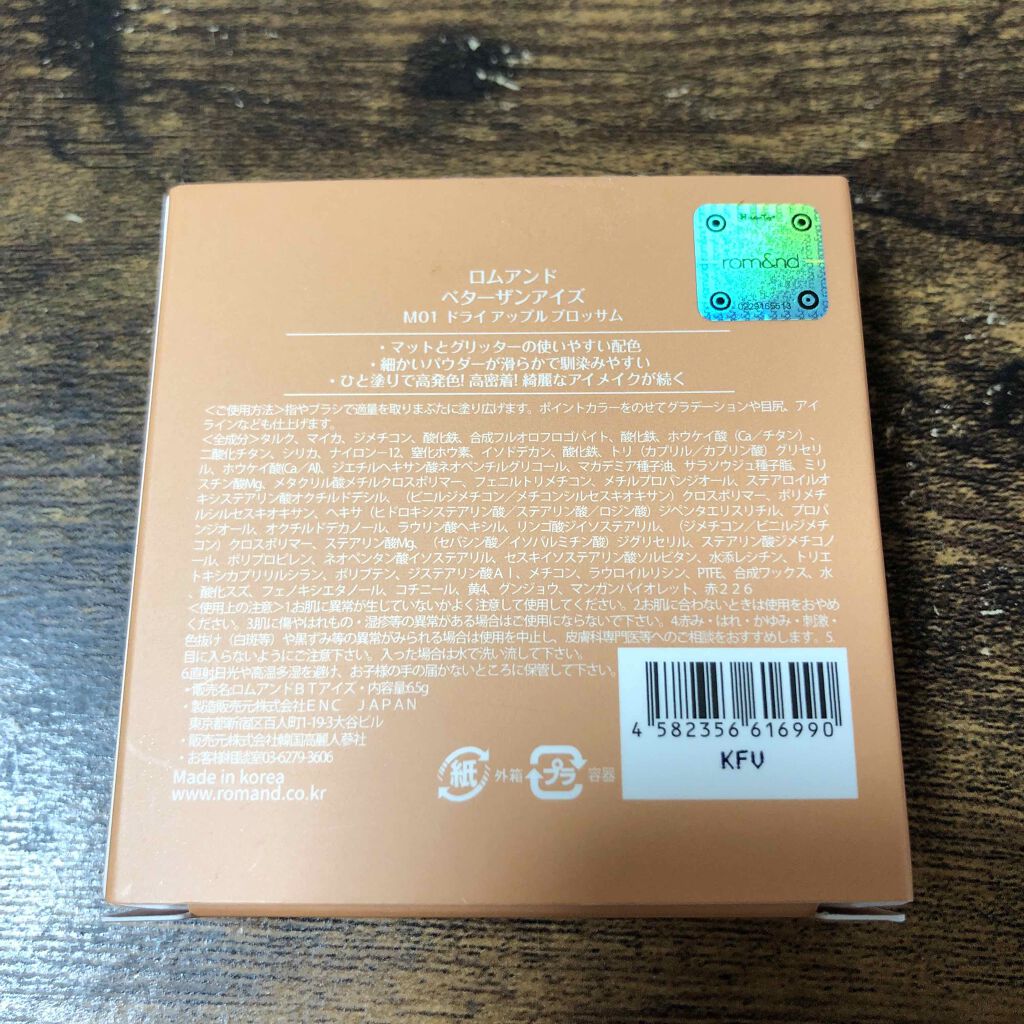 rom&nd
0229165513
ロムアンド
ベターザンアイズ
M01 ドライアップルブロッサム
・マットとグリッターの使いやすい配色
・細かいパウダーが滑らかで馴染みやすい
・ひと塗りで高発色! 高密着! 綺麗なアイメイクが続く
<ご使用方法>指やブラシで適量を取りまぶたに塗り広げます。ポイントカラーをのせてグラデーションや目尻、アイ
ラインなども仕上げます。
<全成分>タルク、マイカ、ジメチコン、酸化鉄、合成フルオロフロゴパイト、酸化鉄、ホウケイ酸（Ca／チタン）、
二酸化チタン、シリカ、ナイロン－12、窒化ホウ素、イソドデカン、酸化鉄、トリ（カプリル／カプリン酸）グリセリ
ル、ホウケイ酸(Ca／Al)、ジエチルヘキサン酸ネオペンチルグリコール、マカデミア種子油、サラソウジュ種子脂、ミリ
スチン酸Mg、メタクリル酸メチルクロスポリマー、フェニルトリメチコン、メチルプロパンジオール、ステアロイルオ
キシステアリン酸オクチルドデシル、（ビニルジメチコン／メチコンシルセスキオキサン）クロスポリマー、ポリメチ
ルシルセスキオキサン、ヘキサ（ヒドロキシステアリン酸／ステアリン酸／ロジン酸）ジペンタエリスリチル、プロパ
ンジオール、オクチルドデカノール、ラウリン酸ヘキシル、リンゴ酸ジイソステアリル、（ジメチコン／ビニルジメチ
コン）クロスポリマー、ステアリン酸Mg、（セバシン酸／イソパルミチン酸）ジグリセリル、ステアリン酸ジメチコノ
ール、ポリプロピレン、ネオペンタン酸イソステアリル、セスキイソステアリン酸ソルビタン、水添レシチン、トリエ
トキシカプリリルシラン、ポリブテン、ジステアリン酸Ａｌ、メチコン、ラウロイルリシン、PTFE、合成ワックス、水
、酸化スズ、フェノキシエタノール、コチニール、黄4、グンジョウ、マンガンバイオレット、赤２２６
<使用上の注意>1.お肌に異常が生じていないかよく注意して使用してください。2.お肌に合わないときは使用をおやめ
ください。3.肌に傷やはれもの・湿疹等の異常がある場合はご使用にならないで下さい。4.赤み・はれ・かゆみ・刺激・
色抜け（白斑等）や黒ずみ等の異常がみられる場合は使用を中止し、皮膚科専門医等へのご相談をおすすめします。5.
目に入らないようにご注意下さい。入った場合は水で洗い流して下さい。
6.直射日光や高温多湿を避け、お子様の手の届かないところに保管して下さい。
・販売名:ロムアンドＢＴアイズ・内容量6.5g
・製造販売元株式会社ＥＮＣ　ＪＡＰＡＮ
東京都新宿区百人町1-19-3大谷ビル
・販売元株式会社韓国高麗人蔘社
・お客様相談室03-6279-3606
Made in korea
www.romand.co.kr
紙 外箱 プラ 容器
4 582356 616990
KFV